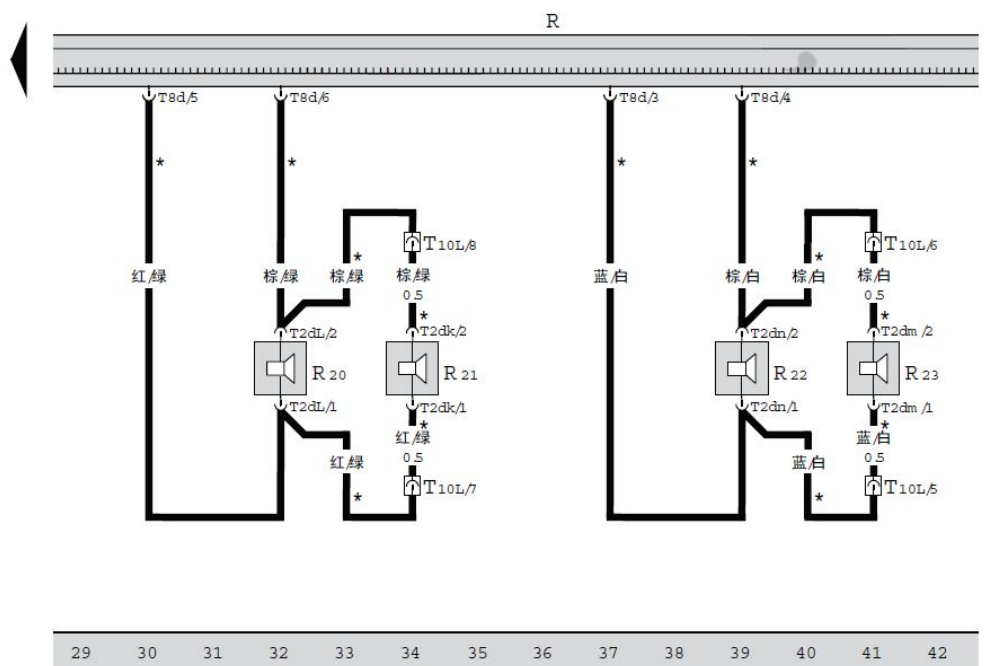 R
T8d/5 T8d/6 T8d/3 T8d/4
* * * *
T10L/8 T10L/6
* *
红/绿 棕/绿 棕/绿 棕/绿 蓝/白 棕/白 棕/白 棕/白
0.5 0.5
* *
T2dL/2 T2dk/2 T2dn/2 T2dm/2
R20 R21 R22 R23
T2dL/1 T2dk/1 T2dn/1 T2dm/1
* *
红/绿 蓝/白
0.5 0.5
红/绿 蓝/白
T10L/7 T10L/5
* *
29 30 31 32 33 34 35 36 37 38 39 40 41 42